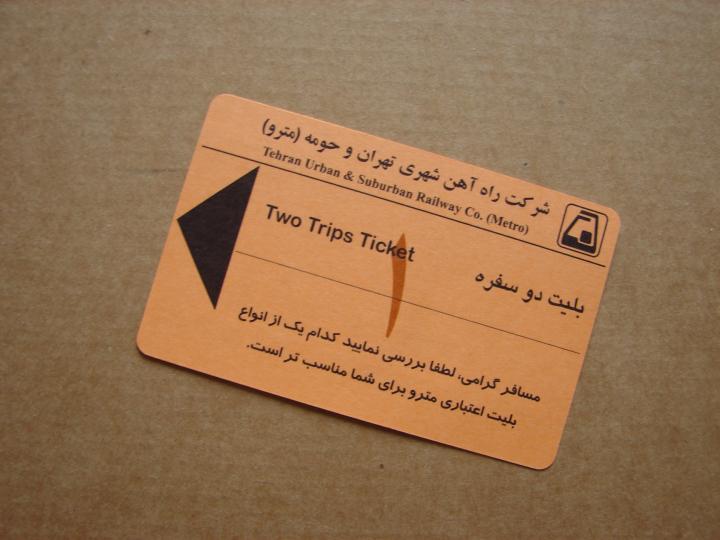 شرکت راه آهن شهری تهران و حومه (مترو)
Tehran Urban & Suburban Railway Co. (Metro)
Two Trips Ticket
بلیت دو سفره
۱
مسافر گرامی، لطفا بررسی نمایید کدام یک از انواع
بلیت اعتباری مترو برای شما مناسب تر است.